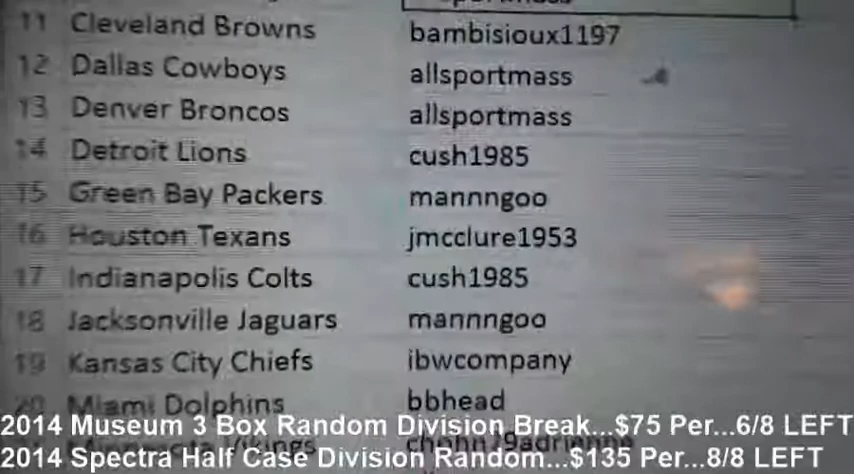 11 Cleveland Browns bambisioux1197
12 Dallas Cowboys allsportmass
13 Denver Broncos allsportmass
14 Detroit Lions cush1985
15 Green Bay Packers mannngoo
16 Houston Texans jmcclure1953
17 Indianapolis Colts cush1985
18 Jacksonville Jaguars mannngoo
19 Kansas City Chiefs ibwcompany
20 Miami Dolphins bbhead
2014 Museum 3 Box Random Division Break...$75 Per...6/8 LEFT
Vikings
2014 Spectra Half Case Division Random...$135 Per...8/8 LEFT